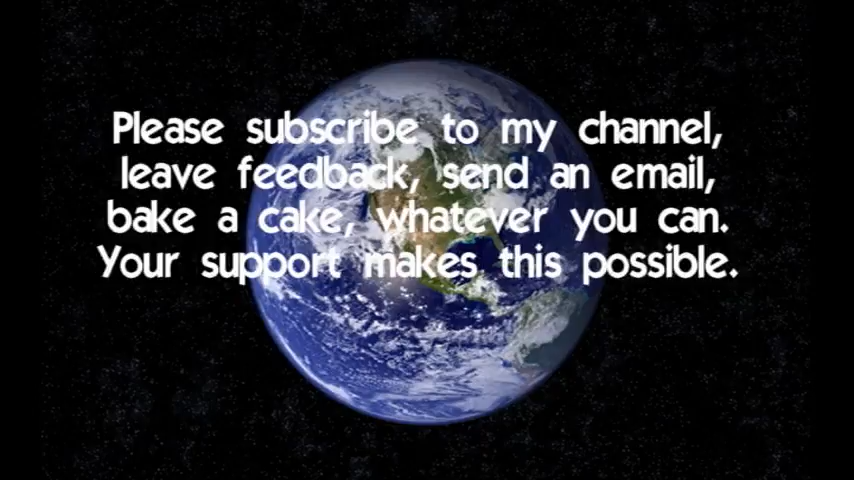 Please subscribe to my channel,
leave feedback, send an email,
bake a cake, whatever you can.
Your support makes this possible.